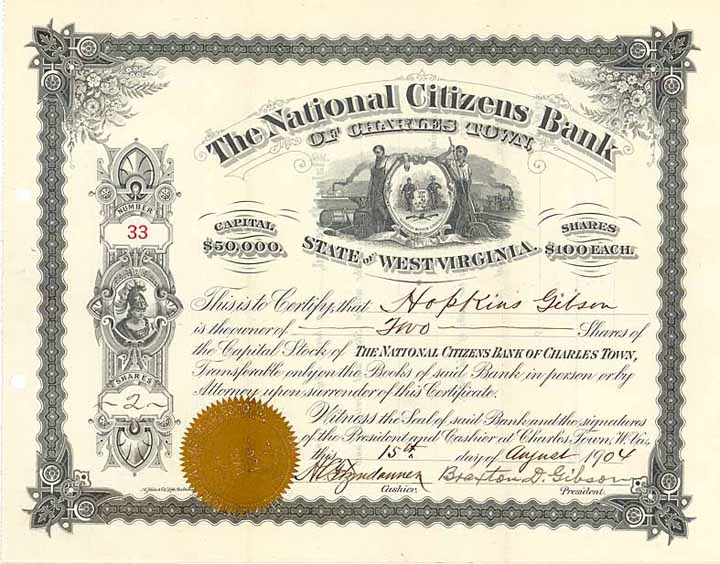 The National Citizens Bank
OF CHARLES TOWN,
NUMBER
33
CAPITAL
$50,000.
SHARES
$100 EACH.
STATE of WEST VIRGINIA.
This is to Certify, that Hopkins Gibson
is the owner of Two Shares of
the Capital Stock of THE NATIONAL CITIZENS BANK OF CHARLES TOWN,
Transferable only on the Books of said Bank in person or by
Attorney upon surrender of this Certificate.
SHARES
2
Witness the Seal of said Bank and the signatures
of the President and Cashier at Charles Town, W. Va.,
this 15th day of August 1904
Braxton D. Gibson
Cashier.
President.